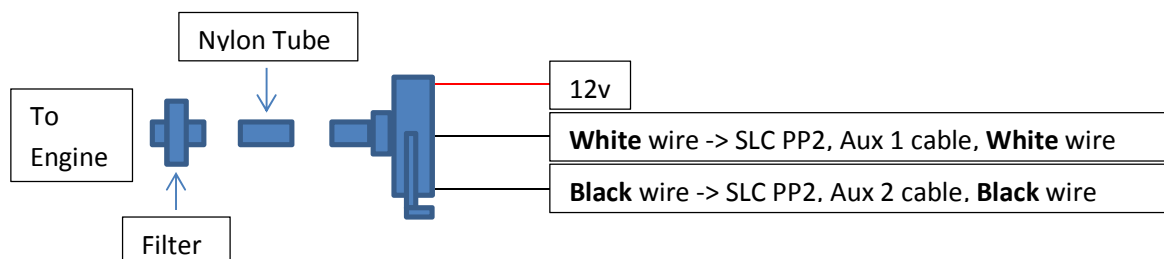 Nylon Tube
12v
To
Engine
White wire -> SLC PP2, Aux 1 cable, White wire
Black wire -> SLC PP2, Aux 2 cable, Black wire
Filter